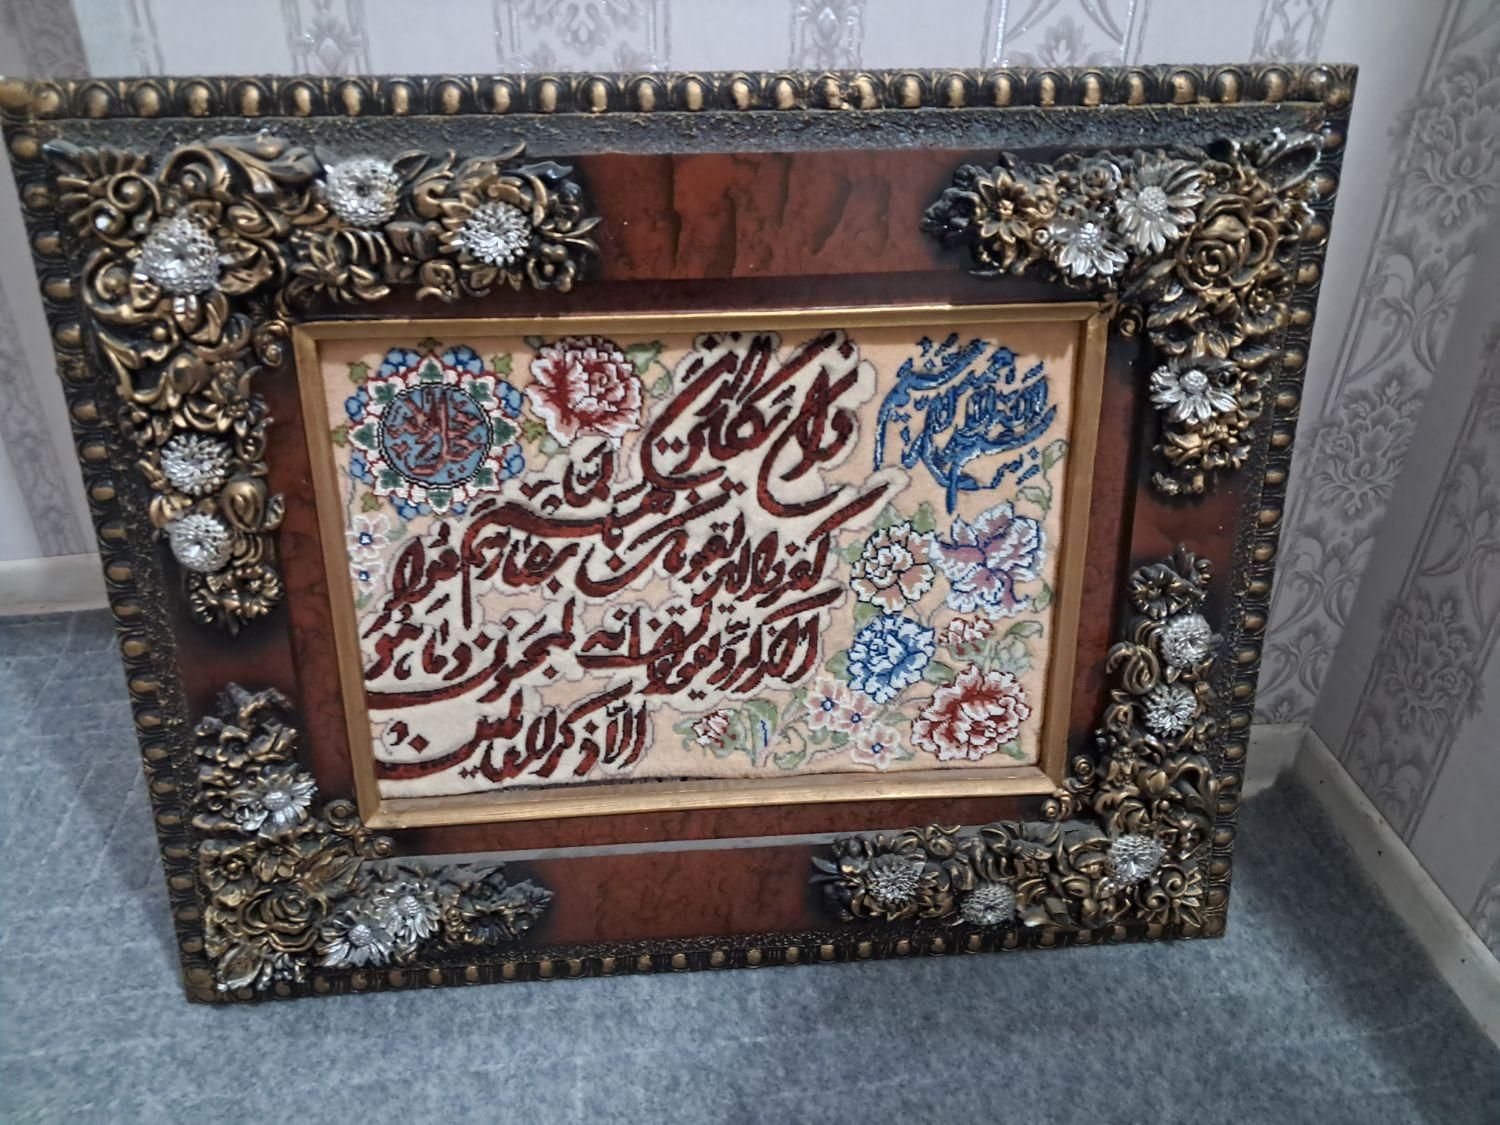 بسم الله الرحمن الرحیم
وان یکاد الذین
کفروا لیزلقونک بابصارهم لما
سمعوا الذکر و یقولون انه لمجنون و ما هو
الا ذکر للعالمین